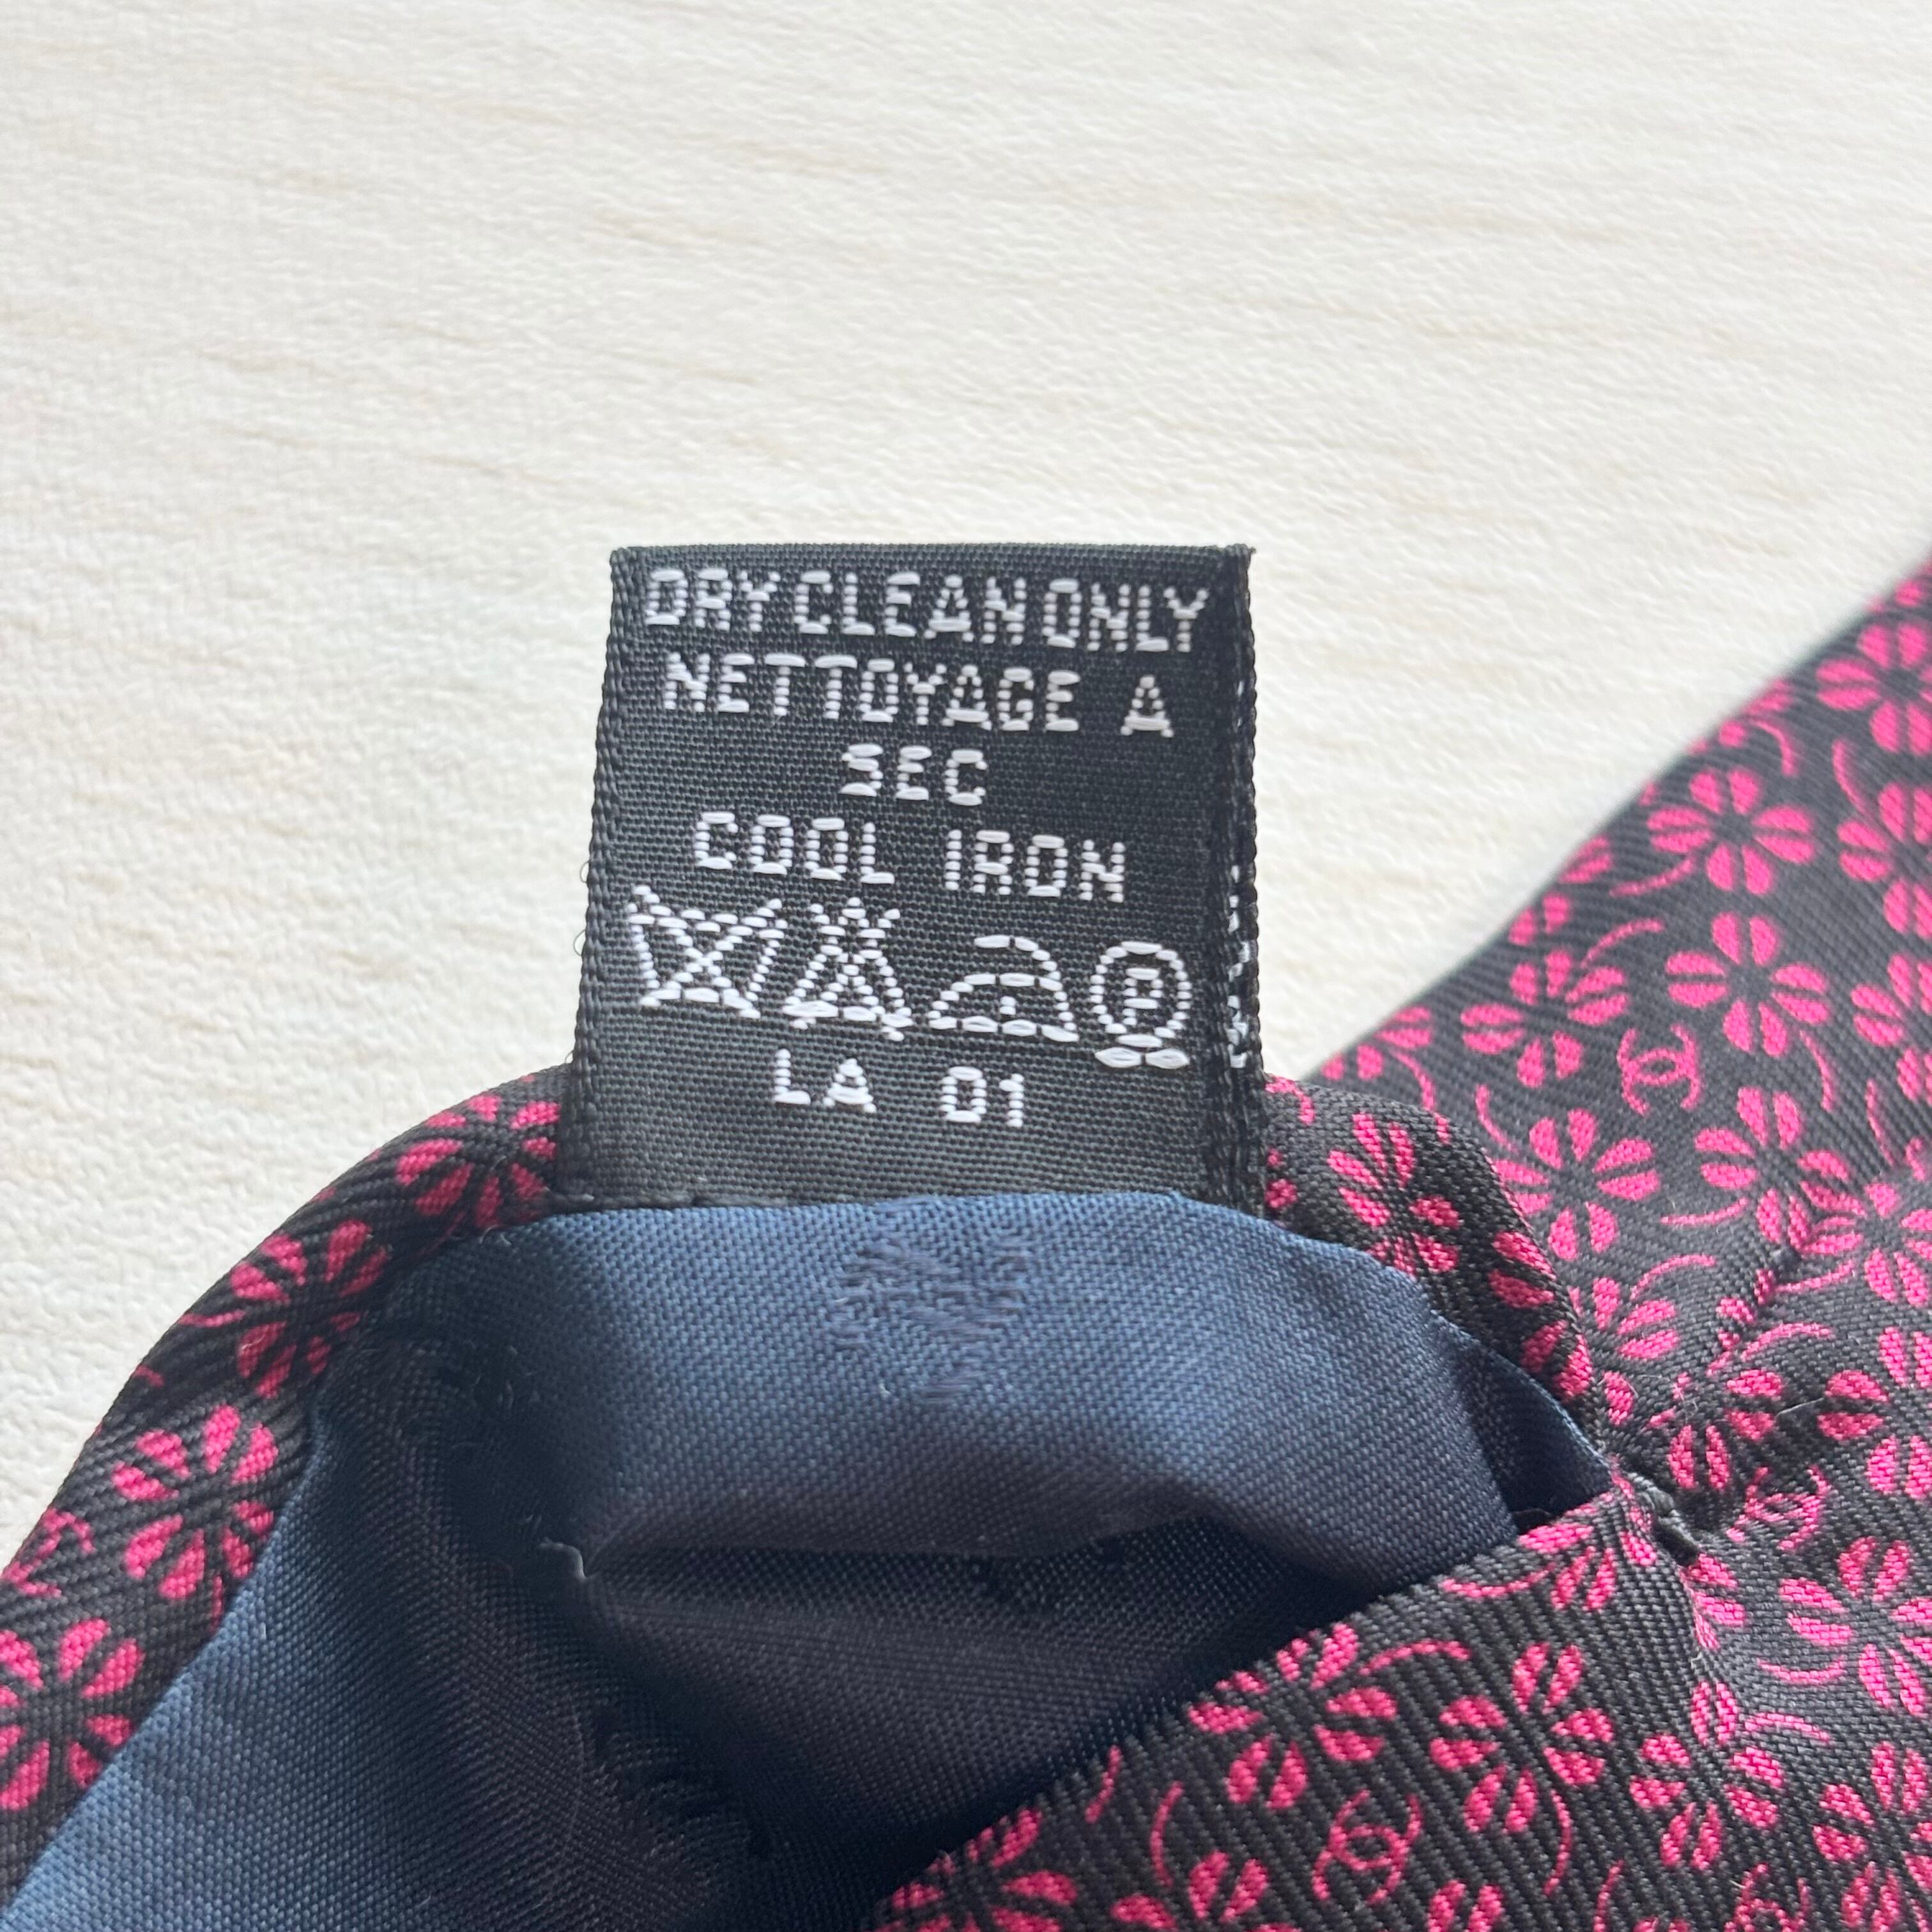 DRY CLEAN ONLY
NETTOYAGE A
SEC
COOL IRON
P
LA 01